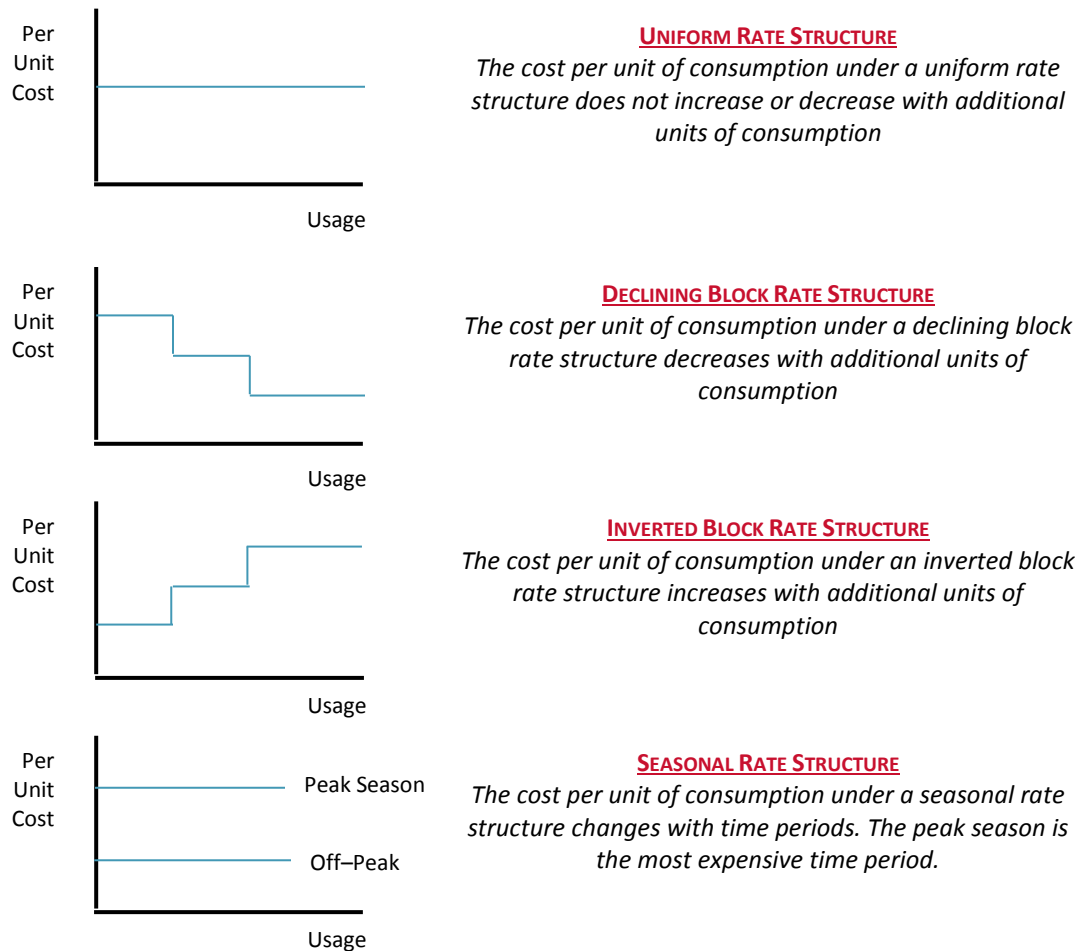 Per
Unit
Cost
Usage
UNIFORM RATE STRUCTURE
The cost per unit of consumption under a uniform rate
structure does not increase or decrease with additional
units of consumption
Per
Unit
Cost
Usage
DECLINING BLOCK RATE STRUCTURE
The cost per unit of consumption under a declining block
rate structure decreases with additional units of
consumption
Per
Unit
Cost
Usage
INVERTED BLOCK RATE STRUCTURE
The cost per unit of consumption under an inverted block
rate structure increases with additional units of
consumption
Per
Unit
Cost
Peak Season
Off–Peak
Usage
SEASONAL RATE STRUCTURE
The cost per unit of consumption under a seasonal rate
structure changes with time periods. The peak season is
the most expensive time period.